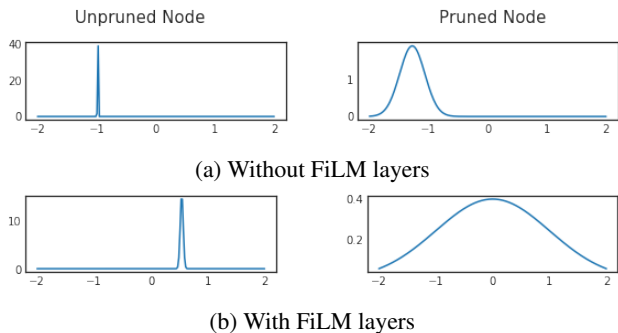 Unpruned Node Pruned Node
40
20
0
−2 −1 0 1 2
1
0
−2 −1 0 1 2
(a) Without FiLM layers
10
0
−2 −1 0 1 2
0.4
0.2
−2 −1 0 1 2
(b) With FiLM layers